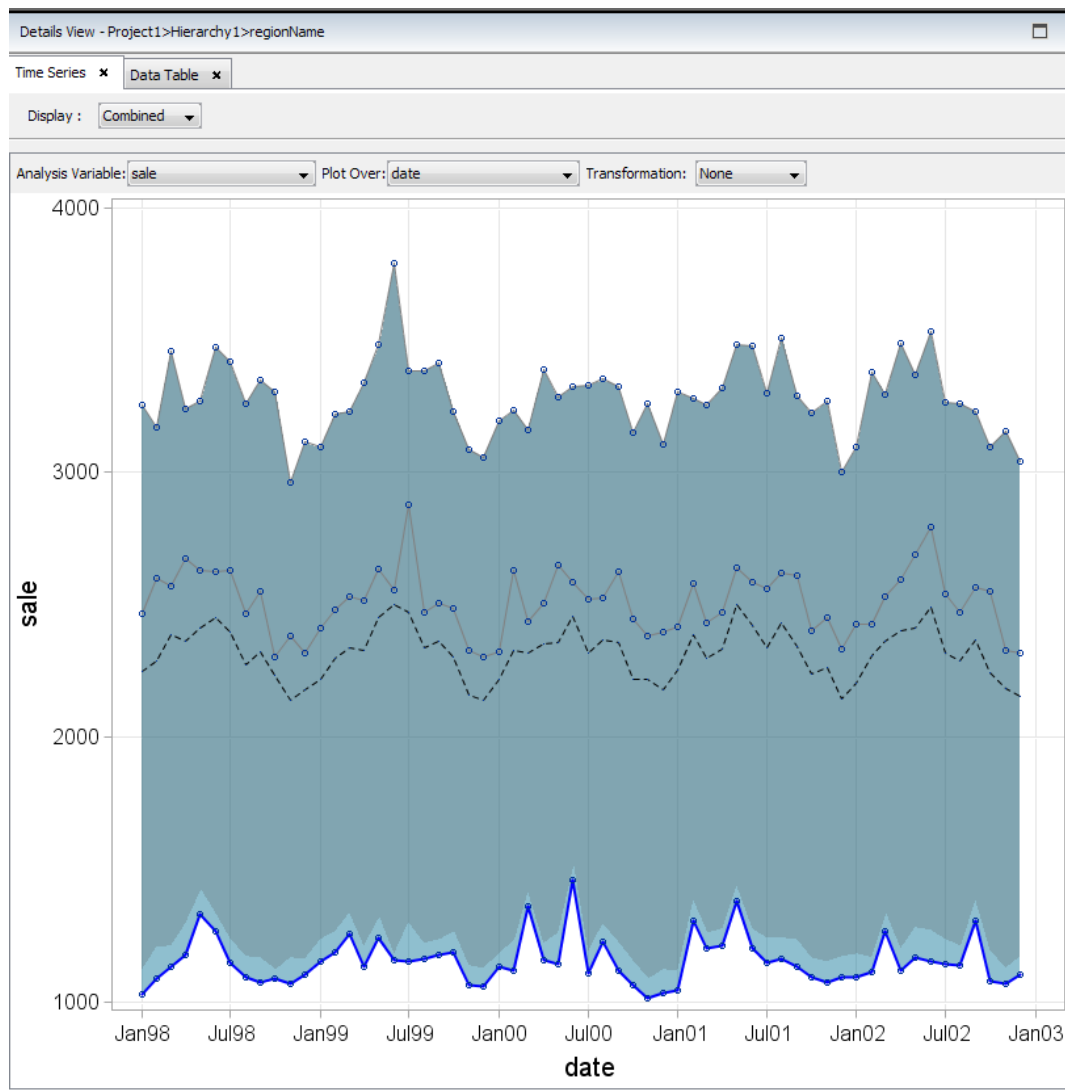 Details View - Project1>Hierarchy1>regionName
Time Series × Data Table ×
Display : Combined
Analysis Variable: sale Plot Over: date Transformation: None
4000
3000
sale
2000
1000
Jan98 Jul98 Jan99 Jul99 Jan00 Jul00 Jan01 Jul01 Jan02 Jul02 Jan03
date